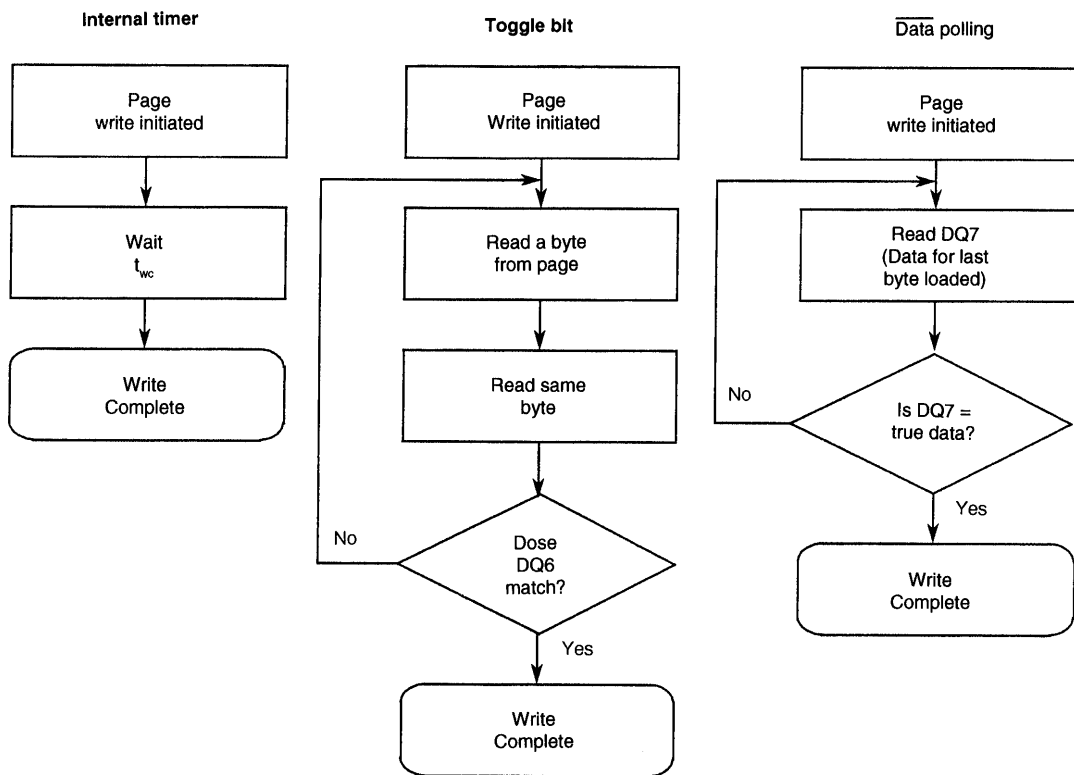 Internal timer
Page
write initiated
Wait
t_wc
Write
Complete
Toggle bit
Page
Write initiated
Read a byte
from page
Read same
byte
No
Dose
DQ6
match?
Yes
Write
Complete
D̅a̅t̅a̅ polling
Page
write initiated
Read DQ7
(Data for last
byte loaded)
No
Is DQ7 =
true data?
Yes
Write
Complete